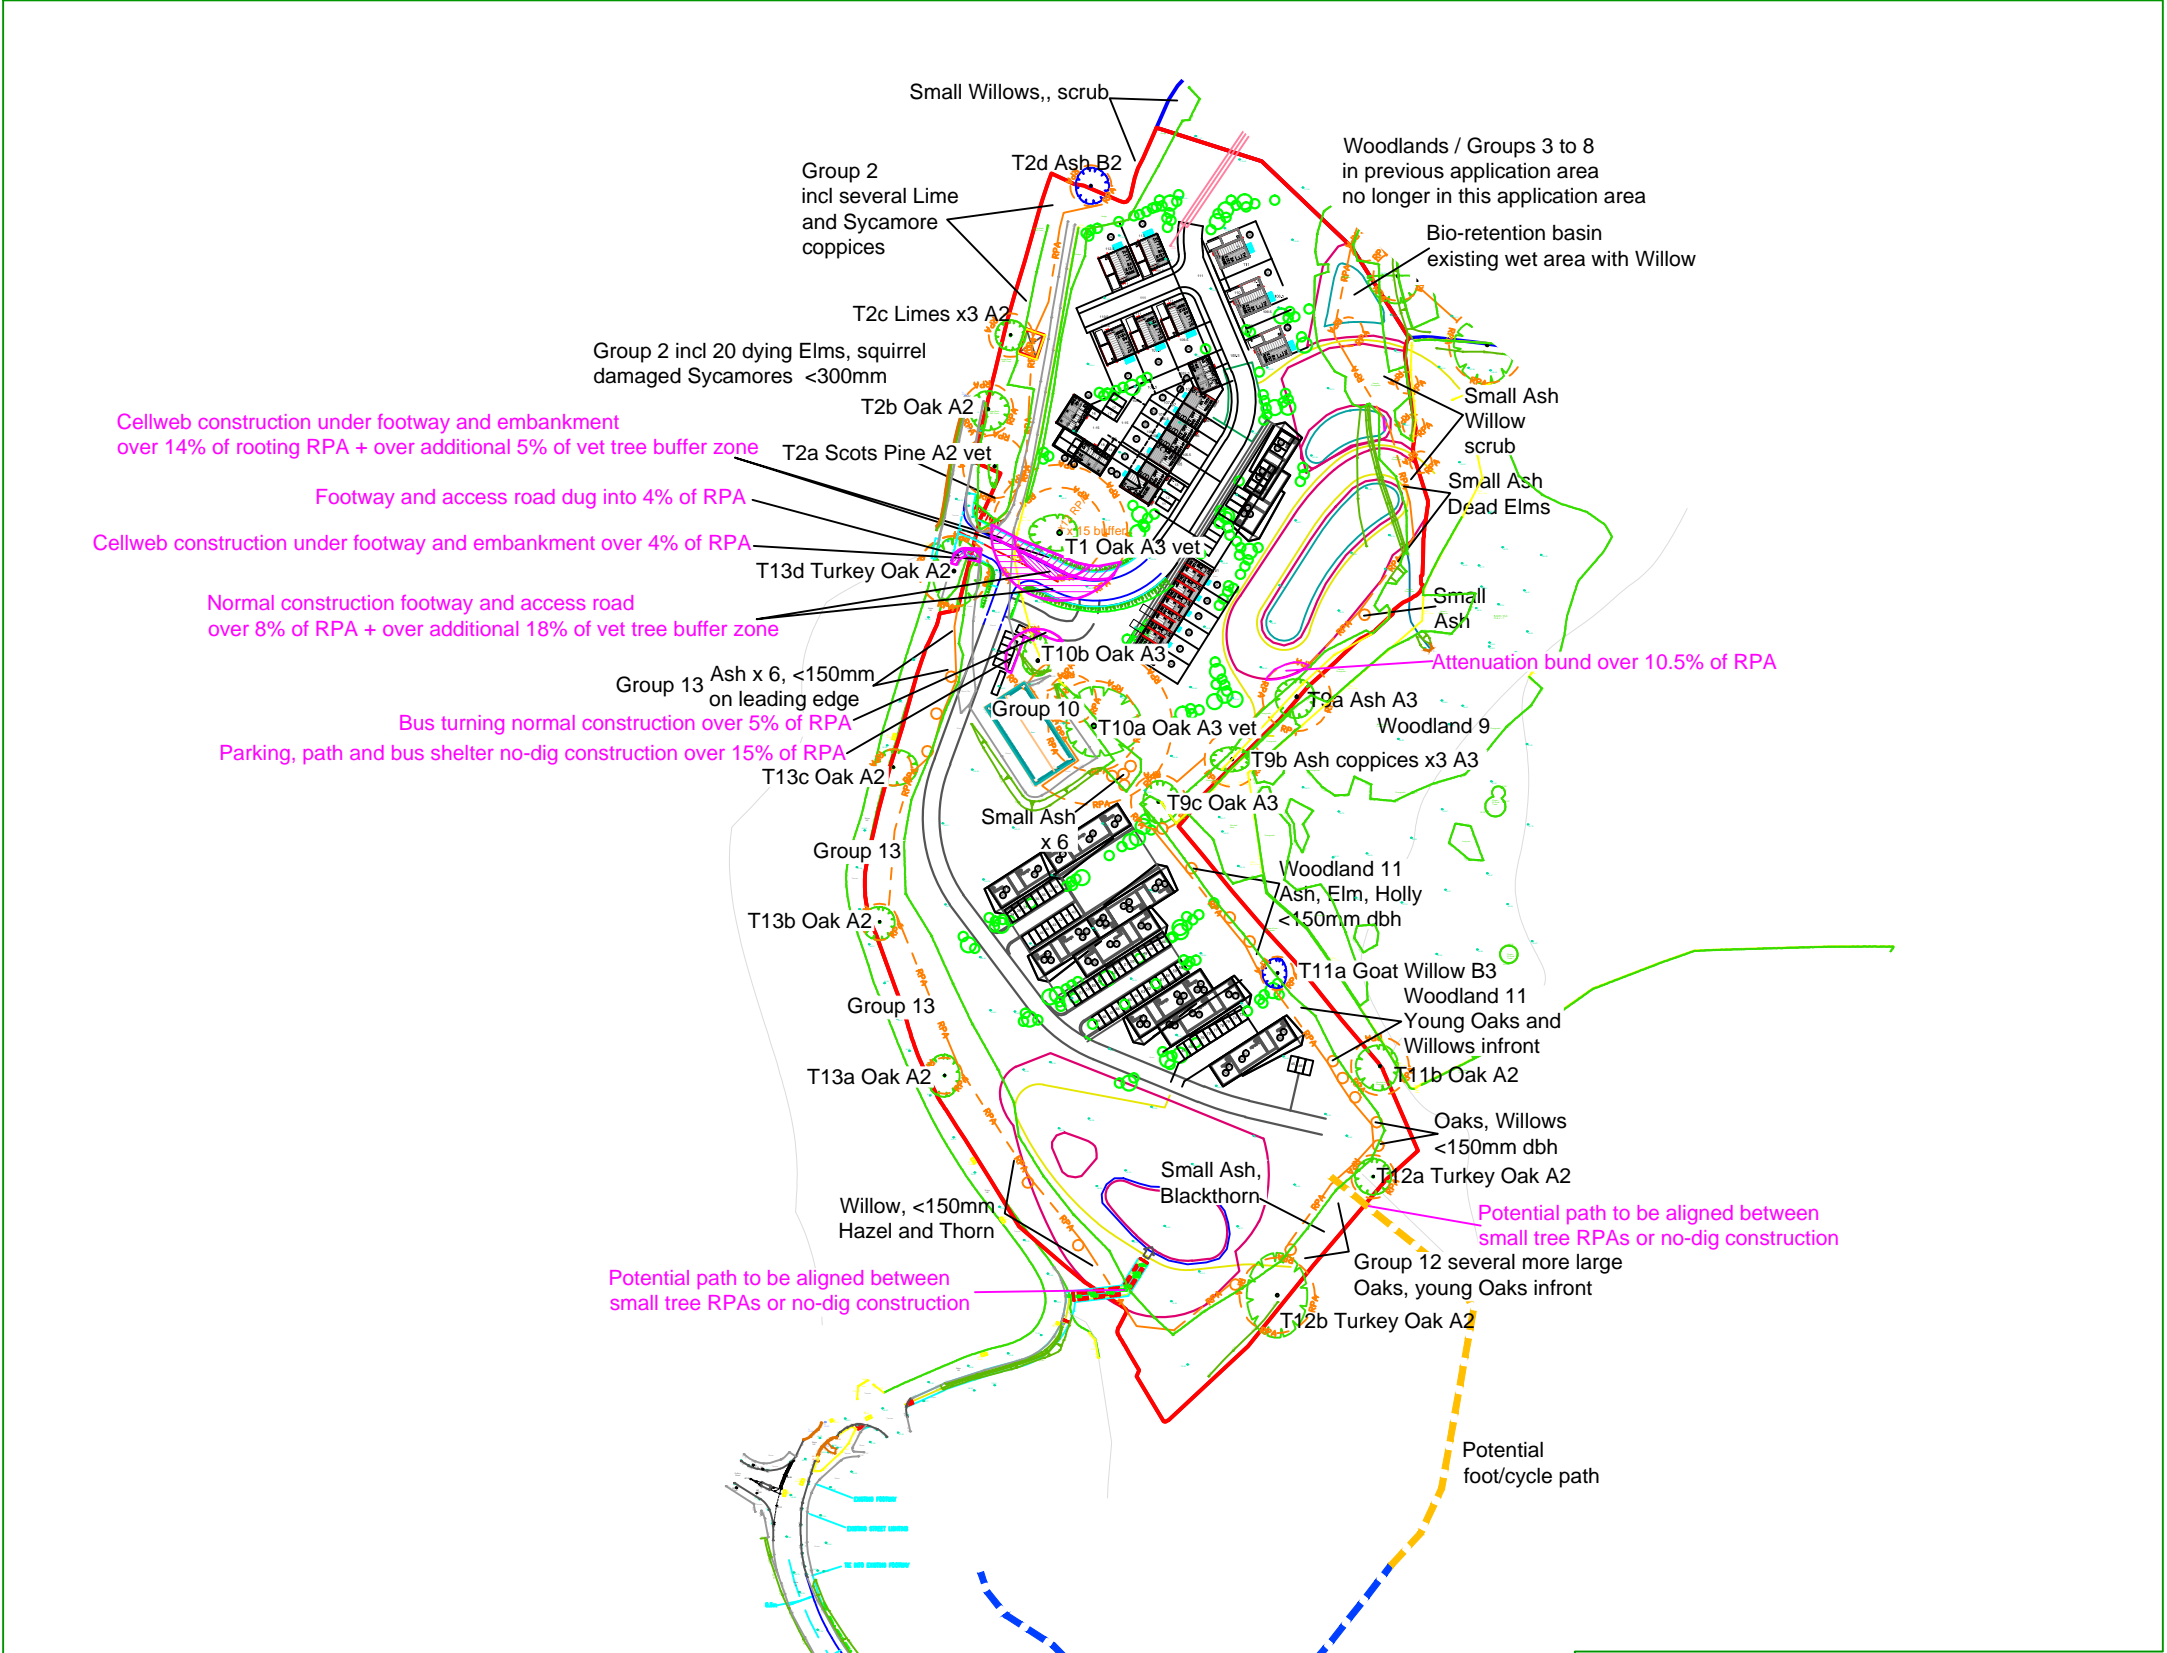 Small Willows,, scrub
T2d Ash B2
Group 2
incl several Lime
and Sycamore
coppices
Woodlands / Groups 3 to 8
in previous application area
no longer in this application area
Bio-retention basin
existing wet area with Willow
T2c Limes x3 A2
Group 2 incl 20 dying Elms, squirrel
damaged Sycamores <300mm
T2b Oak A2
Small Ash
Willow
scrub
Cellweb construction under footway and embankment
over 14% of rooting RPA + over additional 5% of vet tree buffer zone
T2a Scots Pine A2 vet
Small Ash
Dead Elms
Footway and access road dug into 4% of RPA
x 15 buffer
T1 Oak A3 vet
Cellweb construction under footway and embankment over 4% of RPA
T13d Turkey Oak A2
Normal construction footway and access road
over 8% of RPA + over additional 18% of vet tree buffer zone
Small
Ash
T10b Oak A3
Attenuation bund over 10.5% of RPA
Group 13
Ash x 6, <150mm
on leading edge
T9a Ash A3
Group 10
Bus turning normal construction over 5% of RPA
T10a Oak A3 vet
Woodland 9
Parking, path and bus shelter no-dig construction over 15% of RPA
T9b Ash coppices x3 A3
T13c Oak A2
T9c Oak A3
Small Ash
x 6
Group 13
Woodland 11
Ash, Elm, Holly
<150mm dbh
T13b Oak A2
T11a Goat Willow B3
Woodland 11
Young Oaks and
Willows infront
Group 13
T13a Oak A2
T11b Oak A2
Oaks, Willows
<150mm dbh
Small Ash,
Blackthorn
T12a Turkey Oak A2
Willow, <150mm
Hazel and Thorn
Potential path to be aligned between
small tree RPAs or no-dig construction
Group 12 several more large
Oaks, young Oaks infront
Potential path to be aligned between
small tree RPAs or no-dig construction
T12b Turkey Oak A2
Potential
foot/cycle path
RPA
RPA
RPA
RPA
RPA
RPA
RPA
RPA